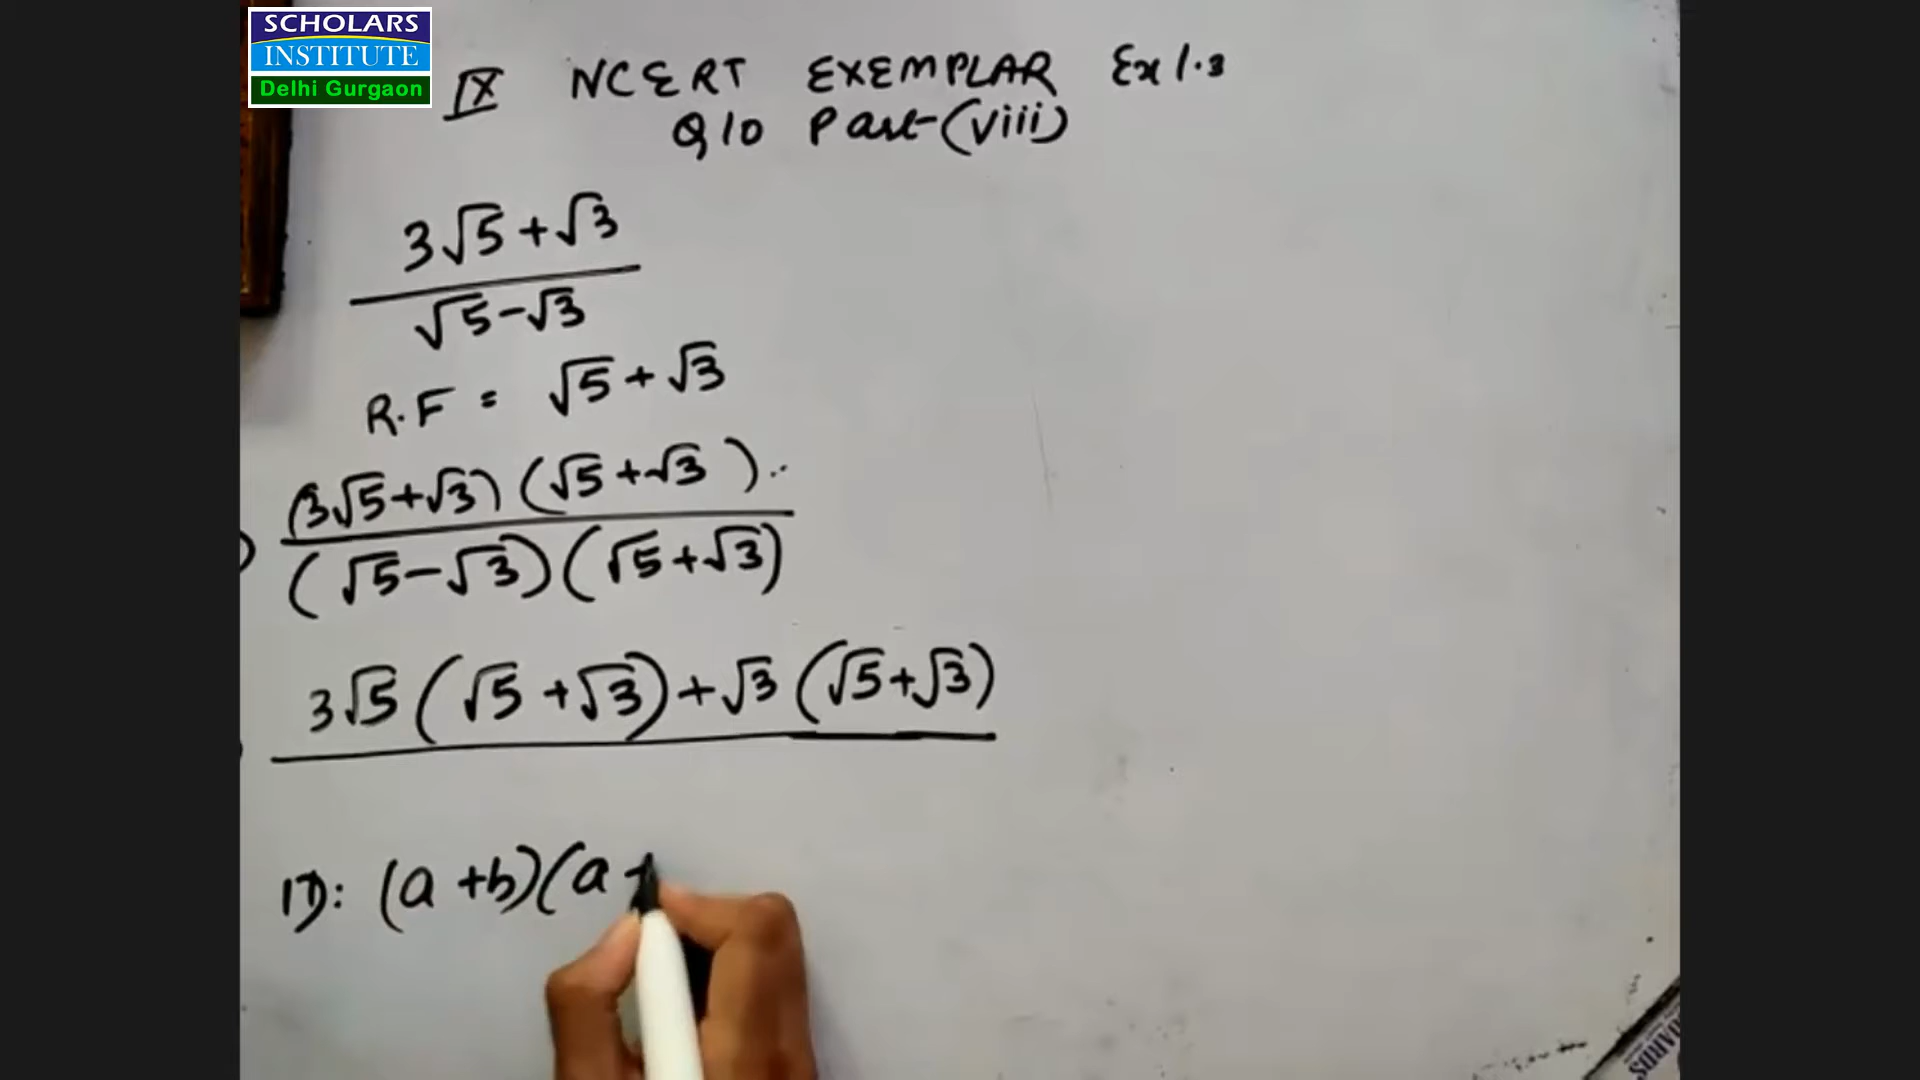 SCHOLARS
INSTITUTE
Delhi Gurgaon
IX NCERT EXEMPLAR Ex 1.3
Q10 Part-(viii)
3√5+√3
√5-√3
R.F = √5+√3
(3√5+√3)(√5+√3)
(√5-√3)(√5+√3)
3√5(√5+√3)+√3(√5+√3)
ID: (a+b)(a